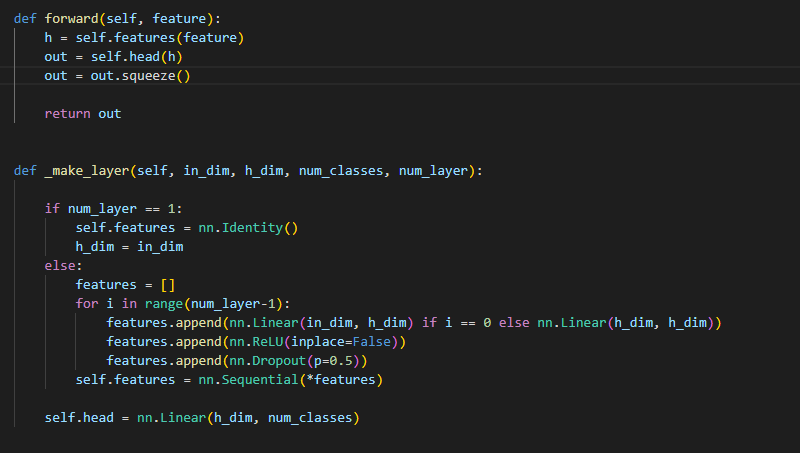 def forward(self, feature):
    h = self.features(feature)
    out = self.head(h)
    out = out.squeeze()

    return out


def _make_layer(self, in_dim, h_dim, num_classes, num_layer):

    if num_layer == 1:
        self.features = nn.Identity()
        h_dim = in_dim
    else:
        features = []
        for i in range(num_layer-1):
            features.append(nn.Linear(in_dim, h_dim) if i == 0 else nn.Linear(h_dim, h_dim))
            features.append(nn.ReLU(inplace=False))
            features.append(nn.Dropout(p=0.5))
        self.features = nn.Sequential(*features)

    self.head = nn.Linear(h_dim, num_classes)